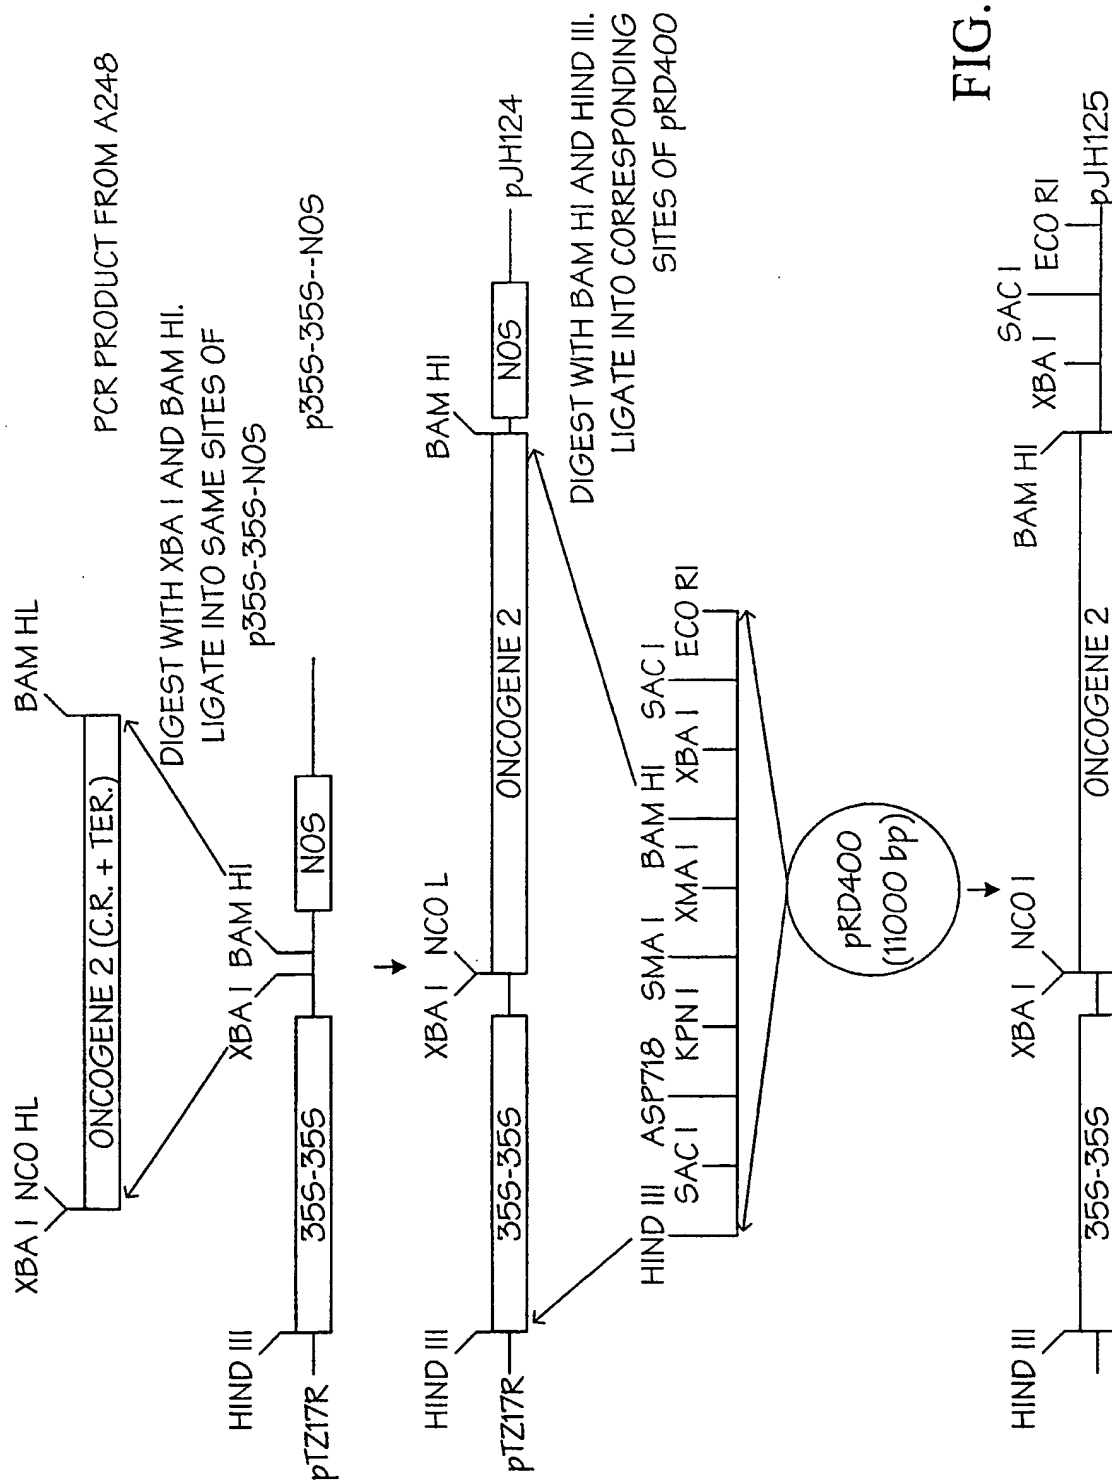 XBA I NCO HL
BAM HL
PCR PRODUCT FROM A248
ONCOGENE 2 (C.R. + TER.)
DIGEST WITH XBA I AND BAM HI.
LIGATE INTO SAME SITES OF
p35S-35S-NOS
HIND III
XBA I BAM HI
pTZ17R
35S-35S
NOS
p35S-35S--NOS
HIND III
XBA I NCO L
BAM HI
pTZ17R
35S-35S
ONCOGENE 2
NOS
pJH124
DIGEST WITH BAM HI AND HIND III.
LIGATE INTO CORRESPONDING
SITES OF pRD400
HIND III ASP718 SMA I BAM HI SAC I
SAC I KPN I XMA I XBA I ECO RI
pRD400
(11000 bp)
FIG.
HIND III
XBA I NCO I
BAM HI
XBA I
SAC I
ECO RI
35S-35S
ONCOGENE 2
pJH125